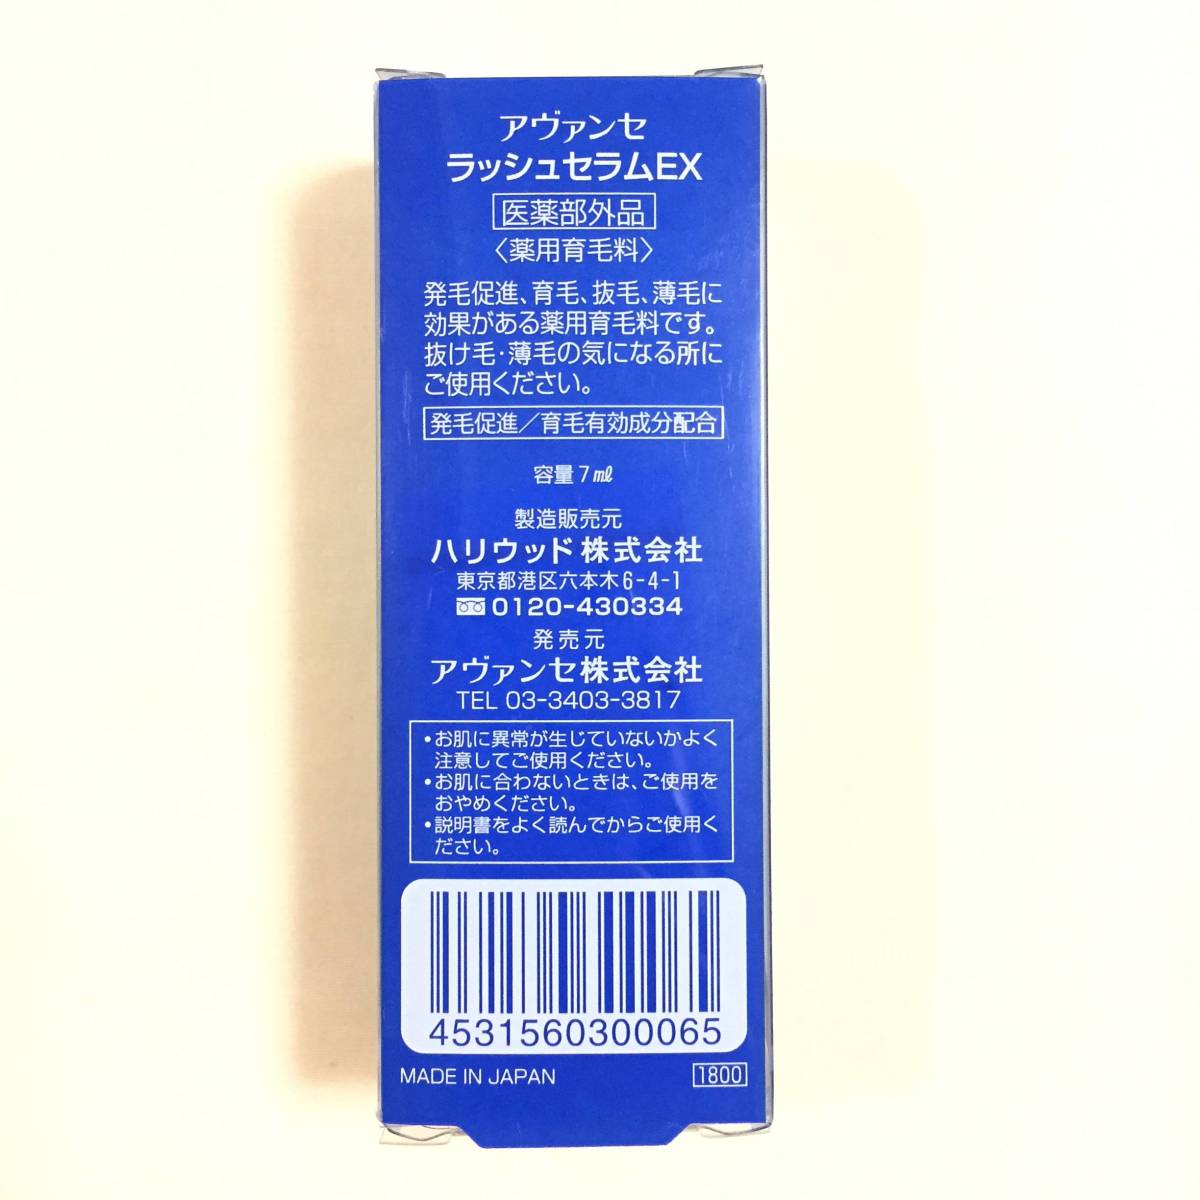 アヴァンセ
ラッシュセラムEX
医薬部外品
〈薬用育毛料〉
発毛促進、育毛、抜毛、薄毛に
効果がある薬用育毛料です。
抜け毛・薄毛の気になる所に
ご使用ください。
発毛促進／育毛有効成分配合
容量7㎖
製造販売元
ハリウッド株式会社
東京都港区六本木6-4-1
0120-430334
発売元
アヴァンセ株式会社
TEL 03-3403-3817
・お肌に異常が生じていないかよく
注意してご使用ください。
・お肌に合わないときは、ご使用を
おやめください。
・説明書をよく読んでからご使用く
ださい。
4531560300065
MADE IN JAPAN
1800